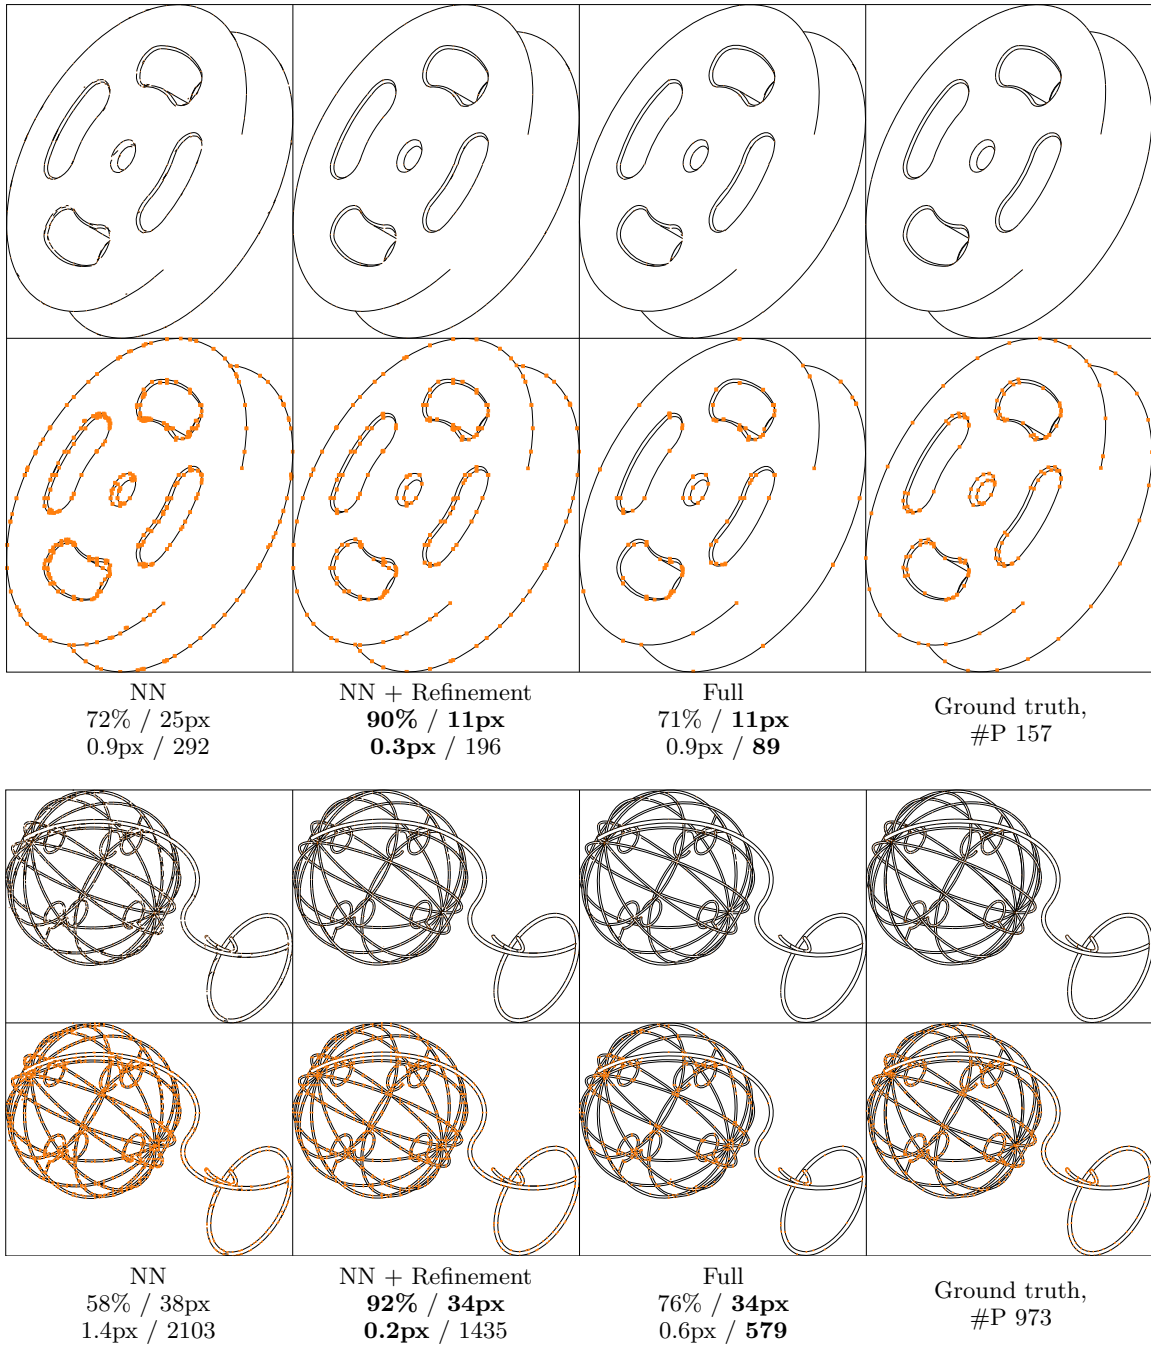 NN
72% / 25px
0.9px / 292
NN + Refinement
90% / 11px
0.3px / 196
Full
71% / 11px
0.9px / 89
Ground truth,
#P 157
NN
58% / 38px
1.4px / 2103
NN + Refinement
92% / 34px
0.2px / 1435
Full
76% / 34px
0.6px / 579
Ground truth,
#P 973